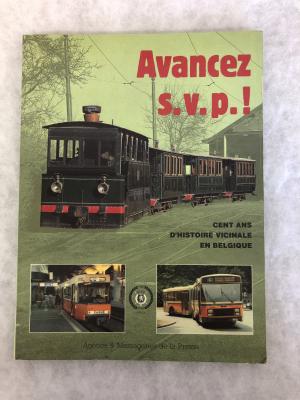 Avancez
s.v.p.!
CENT ANS
D'HISTOIRE VICINALE
EN BELGIQUE
Agence & Messageries de la Presse